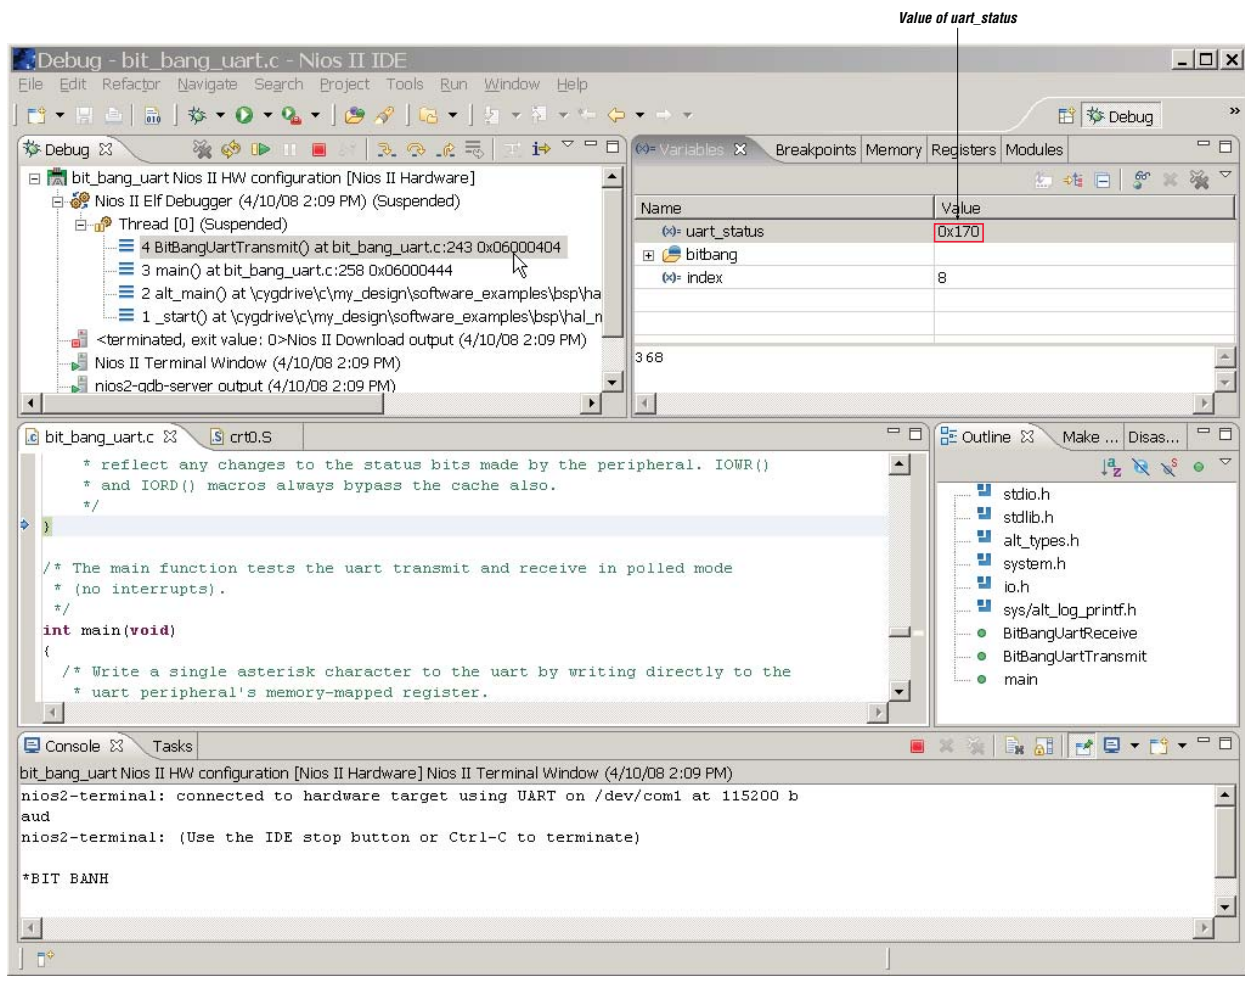 Value of uart_status
Debug - bit_bang_uart.c - Nios II IDE
File Edit Refactor Navigate Search Project Tools Run Window Help
Debug
Debug
bit_bang_uart Nios II HW configuration [Nios II Hardware]
Nios II Elf Debugger (4/10/08 2:09 PM) (Suspended)
Thread [0] (Suspended)
4 BitBangUartTransmit() at bit_bang_uart.c:243 0x06000404
3 main() at bit_bang_uart.c:258 0x06000444
2 alt_main() at \cygdrive\c\my_design\software_examples\bsp\ha
1 _start() at \cygdrive\c\my_design\software_examples\bsp\hal_n
<terminated, exit value: 0>Nios II Download output (4/10/08 2:09 PM)
Nios II Terminal Window (4/10/08 2:09 PM)
nios2-gdb-server output (4/10/08 2:09 PM)
Variables Breakpoints Memory Registers Modules
Name Value
uart_status 0x170
bitbang
index 8
368
bit_bang_uart.c crt0.S
* reflect any changes to the status bits made by the peripheral. IOWR()
* and IORD() macros always bypass the cache also.
*/
}
/* The main function tests the uart transmit and receive in polled mode
* (no interrupts).
*/
int main(void)
{
/* Write a single asterisk character to the uart by writing directly to the
* uart peripheral's memory-mapped register.
Outline Make ... Disas...
stdio.h
stdlib.h
alt_types.h
system.h
io.h
sys/alt_log_printf.h
BitBangUartReceive
BitBangUartTransmit
main
Console Tasks
bit_bang_uart Nios II HW configuration [Nios II Hardware] Nios II Terminal Window (4/10/08 2:09 PM)
nios2-terminal: connected to hardware target using UART on /dev/com1 at 115200 b
aud
nios2-terminal: (Use the IDE stop button or Ctrl-C to terminate)
*BIT BANH